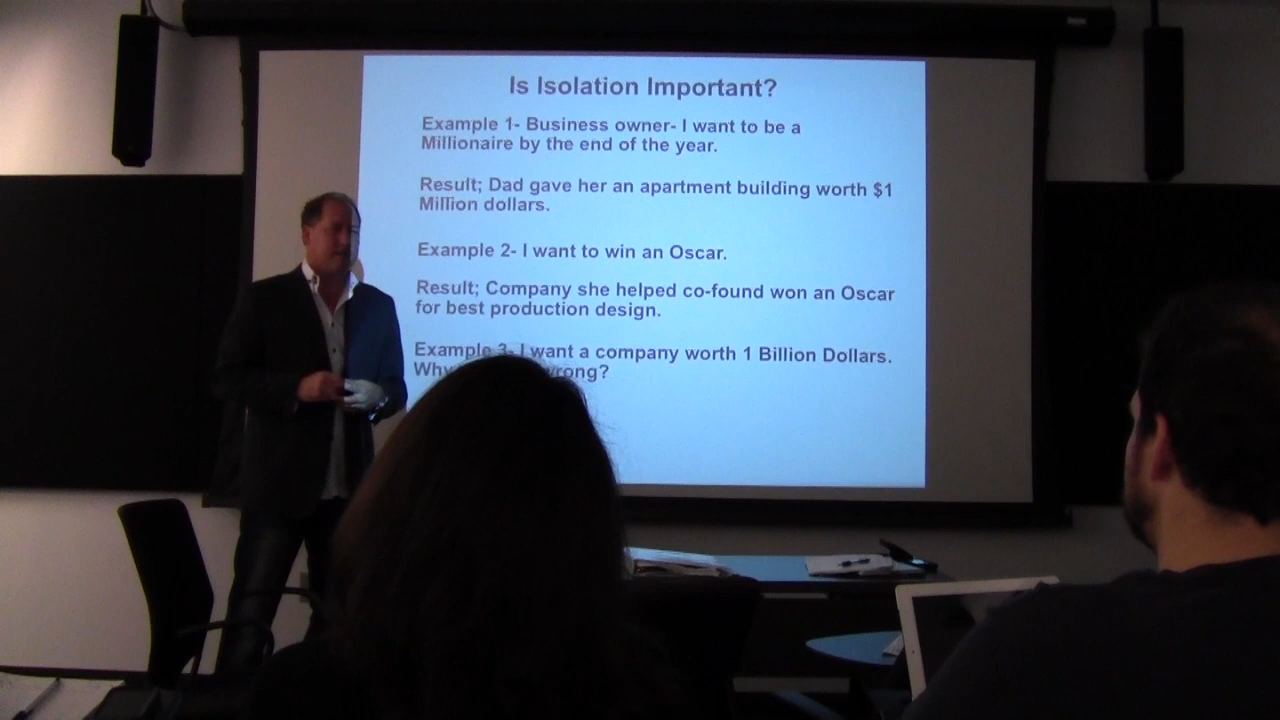 Is Isolation Important?
Example 1- Business owner- I want to be a
Millionaire by the end of the year.
Result; Dad gave her an apartment building worth $1
Million dollars.
Example 2- I want to win an Oscar.
Result; Company she helped co-found won an Oscar
for best production design.
Example 3- I want a company worth 1 Billion Dollars.
Why wrong?